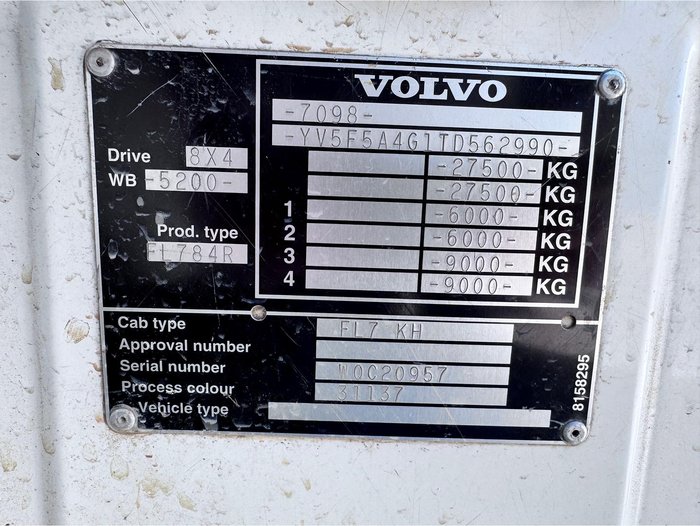 VOLVO
-7098-
-YV5F5A4G1TD562990-
Drive 8X4
-27500- KG
WB -5200-
-27500- KG
1 -6000- KG
2 -6000- KG
Prod. type
3 -9000- KG
FL784R
4 -9000- KG
Cab type FL7 KH
Approval number
Serial number W0C20957
Process colour 31137
Vehicle type
8158295